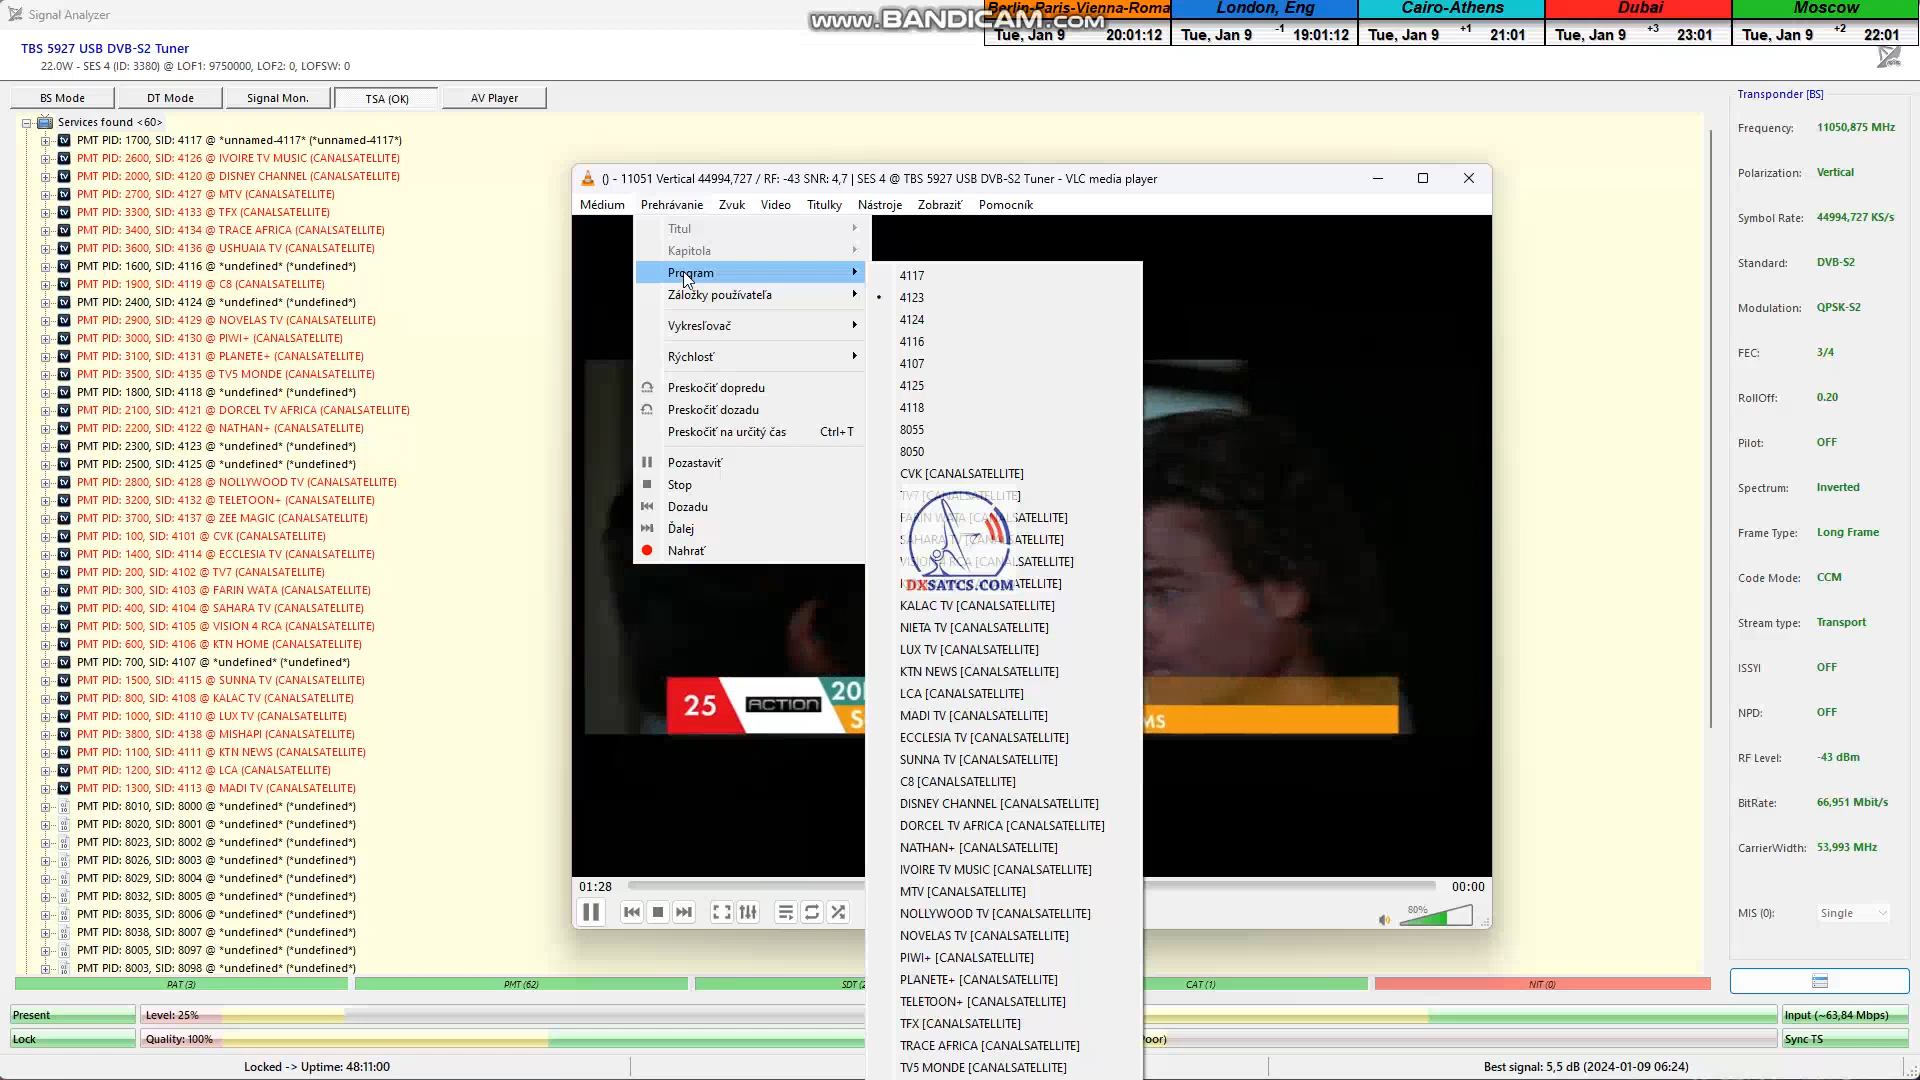 Signal Analyzer
www.BANDICAM.com
Berlin-Paris-Vienna-Roma
Tue, Jan 9 20:01:12
London, Eng
Tue, Jan 9 -1 19:01:12
Cairo-Athens
Tue, Jan 9 +1 21:01
Dubai
Tue, Jan 9 +3 23:01
Moscow
Tue, Jan 9 +2 22:01
TBS 5927 USB DVB-S2 Tuner
22.0W - SES 4 (ID: 3380) @ LOF1: 9750000, LOF2: 0, LOFSW: 0
BS Mode
DT Mode
Signal Mon.
TSA (OK)
AV Player
Services found <60>
PMT PID: 1700, SID: 4117 @ *unnamed-4117* (*unnamed-4117*)
PMT PID: 2600, SID: 4126 @ IVOIRE TV MUSIC (CANALSATELLITE)
PMT PID: 2000, SID: 4120 @ DISNEY CHANNEL (CANALSATELLITE)
PMT PID: 2700, SID: 4127 @ MTV (CANALSATELLITE)
PMT PID: 3300, SID: 4133 @ TFX (CANALSATELLITE)
PMT PID: 3400, SID: 4134 @ TRACE AFRICA (CANALSATELLITE)
PMT PID: 3600, SID: 4136 @ USHUAIA TV (CANALSATELLITE)
PMT PID: 1600, SID: 4116 @ *undefined* (*undefined*)
PMT PID: 1900, SID: 4119 @ C8 (CANALSATELLITE)
PMT PID: 2400, SID: 4124 @ *undefined* (*undefined*)
PMT PID: 2900, SID: 4129 @ NOVELAS TV (CANALSATELLITE)
PMT PID: 3000, SID: 4130 @ PIWI+ (CANALSATELLITE)
PMT PID: 3100, SID: 4131 @ PLANETE+ (CANALSATELLITE)
PMT PID: 3500, SID: 4135 @ TV5 MONDE (CANALSATELLITE)
PMT PID: 1800, SID: 4118 @ *undefined* (*undefined*)
PMT PID: 2100, SID: 4121 @ DORCEL TV AFRICA (CANALSATELLITE)
PMT PID: 2200, SID: 4122 @ NATHAN+ (CANALSATELLITE)
PMT PID: 2300, SID: 4123 @ *undefined* (*undefined*)
PMT PID: 2500, SID: 4125 @ *undefined* (*undefined*)
PMT PID: 2800, SID: 4128 @ NOLLYWOOD TV (CANALSATELLITE)
PMT PID: 3200, SID: 4132 @ TELETOON+ (CANALSATELLITE)
PMT PID: 3700, SID: 4137 @ ZEE MAGIC (CANALSATELLITE)
PMT PID: 100, SID: 4101 @ CVK (CANALSATELLITE)
PMT PID: 1400, SID: 4114 @ ECCLESIA TV (CANALSATELLITE)
PMT PID: 200, SID: 4102 @ TV7 (CANALSATELLITE)
PMT PID: 300, SID: 4103 @ FARIN WATA (CANALSATELLITE)
PMT PID: 400, SID: 4104 @ SAHARA TV (CANALSATELLITE)
PMT PID: 500, SID: 4105 @ VISION 4 RCA (CANALSATELLITE)
PMT PID: 600, SID: 4106 @ KTN HOME (CANALSATELLITE)
PMT PID: 700, SID: 4107 @ *undefined* (*undefined*)
PMT PID: 1500, SID: 4115 @ SUNNA TV (CANALSATELLITE)
PMT PID: 800, SID: 4108 @ KALAC TV (CANALSATELLITE)
PMT PID: 1000, SID: 4110 @ LUX TV (CANALSATELLITE)
PMT PID: 3800, SID: 4138 @ MISHAPI (CANALSATELLITE)
PMT PID: 1100, SID: 4111 @ KTN NEWS (CANALSATELLITE)
PMT PID: 1200, SID: 4112 @ LCA (CANALSATELLITE)
PMT PID: 1300, SID: 4113 @ MADI TV (CANALSATELLITE)
PMT PID: 8010, SID: 8000 @ *undefined* (*undefined*)
PMT PID: 8020, SID: 8001 @ *undefined* (*undefined*)
PMT PID: 8023, SID: 8002 @ *undefined* (*undefined*)
PMT PID: 8026, SID: 8003 @ *undefined* (*undefined*)
PMT PID: 8029, SID: 8004 @ *undefined* (*undefined*)
PMT PID: 8032, SID: 8005 @ *undefined* (*undefined*)
PMT PID: 8035, SID: 8006 @ *undefined* (*undefined*)
PMT PID: 8038, SID: 8007 @ *undefined* (*undefined*)
PMT PID: 8005, SID: 8097 @ *undefined* (*undefined*)
PMT PID: 8003, SID: 8098 @ *undefined* (*undefined*)
() - 11051 Vertical 44994,727 / RF: -43 SNR: 4,7 | SES 4 @ TBS 5927 USB DVB-S2 Tuner - VLC media player
Médium Prehrávanie Zvuk Video Titulky Nástroje Zobraziť Pomocník
Titul
Kapitola
Program
Záložky používateľa
Vykresľovač
Rýchlosť
Preskočiť dopredu
Preskočiť dozadu
Preskočiť na určitý čas Ctrl+T
Pozastaviť
Stop
Dozadu
Ďalej
Nahrať
4117
4123
4124
4116
4107
4125
4118
8055
8050
CVK [CANALSATELLITE]
TV7 [CANALSATELLITE]
FARIN WATA [CANALSATELLITE]
SAHARA TV [CANALSATELLITE]
VISION 4 RCA [CANALSATELLITE]
DXSATCS.COM
KALAC TV [CANALSATELLITE]
NIETA TV [CANALSATELLITE]
LUX TV [CANALSATELLITE]
KTN NEWS [CANALSATELLITE]
LCA [CANALSATELLITE]
MADI TV [CANALSATELLITE]
ECCLESIA TV [CANALSATELLITE]
SUNNA TV [CANALSATELLITE]
C8 [CANALSATELLITE]
DISNEY CHANNEL [CANALSATELLITE]
DORCEL TV AFRICA [CANALSATELLITE]
NATHAN+ [CANALSATELLITE]
IVOIRE TV MUSIC [CANALSATELLITE]
MTV [CANALSATELLITE]
NOLLYWOOD TV [CANALSATELLITE]
NOVELAS TV [CANALSATELLITE]
PIWI+ [CANALSATELLITE]
PLANETE+ [CANALSATELLITE]
TELETOON+ [CANALSATELLITE]
TFX [CANALSATELLITE]
TRACE AFRICA [CANALSATELLITE]
TV5 MONDE [CANALSATELLITE]
25 ACTION 20
S
MS
01:28
00:00
80%
Transponder [BS]
Frequency: 11050,875 MHz
Polarization: Vertical
Symbol Rate: 44994,727 KS/s
Standard: DVB-S2
Modulation: QPSK-S2
FEC: 3/4
RollOff: 0.20
Pilot: OFF
Spectrum: Inverted
Frame Type: Long Frame
Code Mode: CCM
Stream type: Transport
ISSYI OFF
NPD: OFF
RF Level: -43 dBm
BitRate: 66,951 Mbit/s
CarrierWidth: 53,993 MHz
MIS (0): Single
PAT (3)
PMT (62)
SDT (2
CAT (1)
NIT (0)
Present
Level: 25%
Input (~63,84 Mbps)
Lock
Quality: 100%
oor)
Sync TS
Locked -> Uptime: 48:11:00
Best signal: 5,5 dB (2024-01-09 06:24)